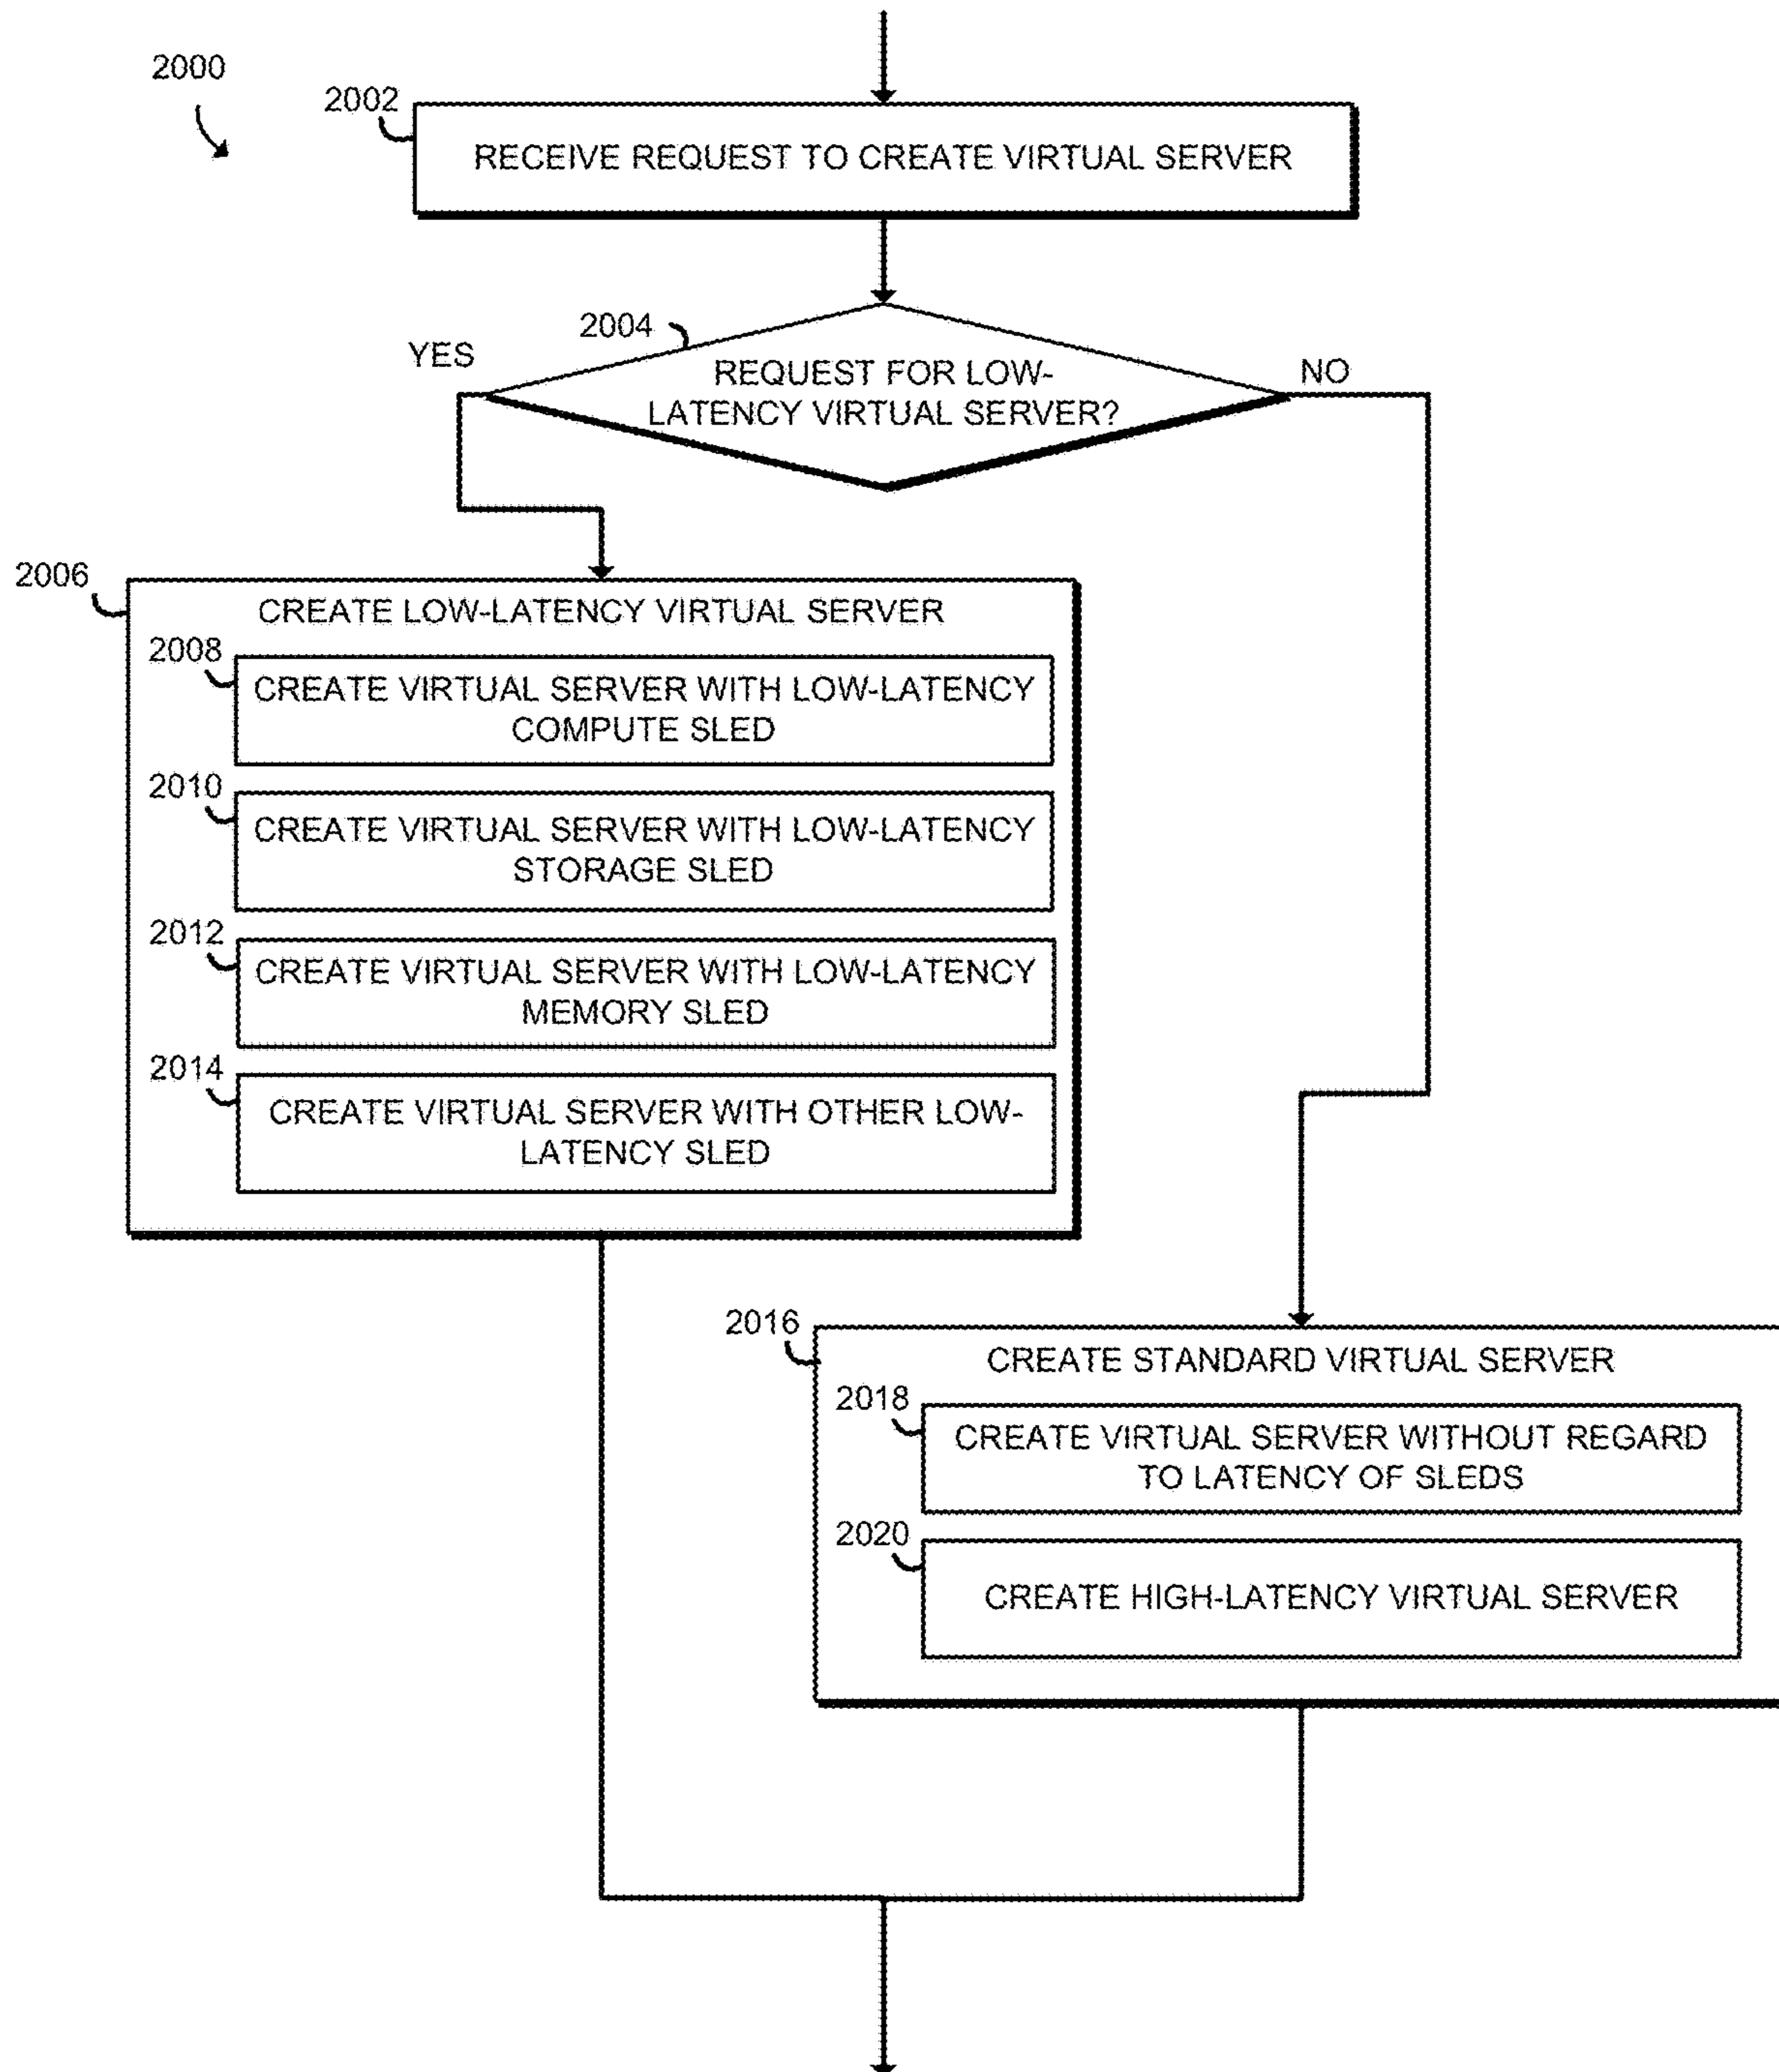 2000
2002
RECEIVE REQUEST TO CREATE VIRTUAL SERVER
2004
YES
NO
REQUEST FOR LOW-
LATENCY VIRTUAL SERVER?
2006
CREATE LOW-LATENCY VIRTUAL SERVER
2008
CREATE VIRTUAL SERVER WITH LOW-LATENCY
COMPUTE SLED
2010
CREATE VIRTUAL SERVER WITH LOW-LATENCY
STORAGE SLED
2012
CREATE VIRTUAL SERVER WITH LOW-LATENCY
MEMORY SLED
2014
CREATE VIRTUAL SERVER WITH OTHER LOW-
LATENCY SLED
2016
CREATE STANDARD VIRTUAL SERVER
2018
CREATE VIRTUAL SERVER WITHOUT REGARD
TO LATENCY OF SLEDS
2020
CREATE HIGH-LATENCY VIRTUAL SERVER